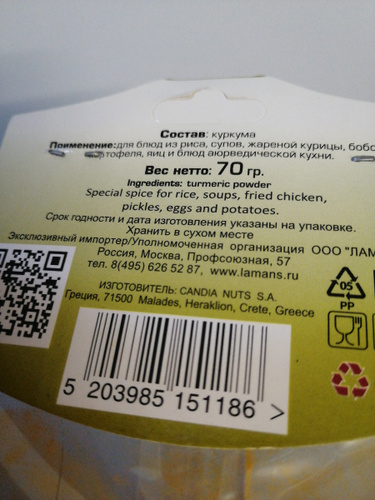 Состав: куркума
Применение:для блюд из риса, супов, жареной курицы, бобо
картофеля, яиц и блюд аюрведической кухни.
Вес нетто: 70 гр.
Ingredients: turmeric powder
Special spice for rice, soups, fried chicken,
pickles, eggs and potatoes.
Срок годности и дата изготовления указаны на упаковке.
Хранить в сухом месте
Эксклюзивный импортер/Уполномоченная организация ООО "ЛАМ
Россия, Москва, Профсоюзная, 57
тел. 8(495) 626 52 87, www.lamans.ru
ИЗГОТОВИТЕЛЬ: CANDIA NUTS S.A.
Греция, 71500 Malades, Heraklion, Crete, Greece
05
PP
5 203985 151186 >